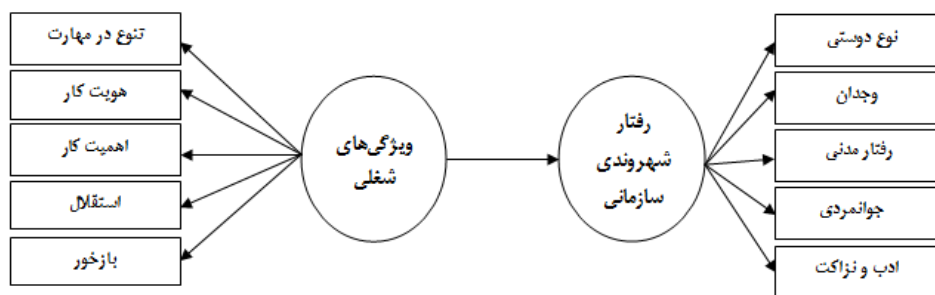 تنوع در مهارت
هویت کار
اهمیت کار
استقلال
بازخور
ویژگی‌های
شغلی
رفتار
شهروندی
سازمانی
نوع دوستی
وجدان
رفتار مدنی
جوانمردی
ادب و نزاکت